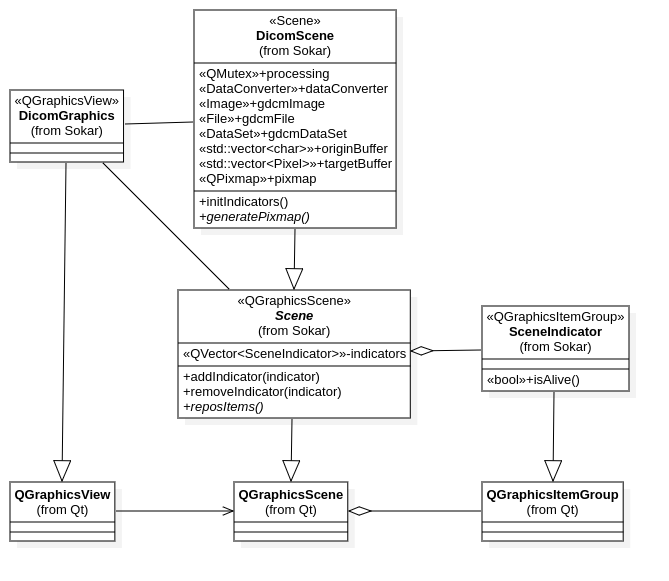 «Scene»
DicomScene
(from Sokar)
«QMutex»+processing
«DataConverter»+dataConverter
«Image»+gdcmImage
«File»+gdcmFile
«DataSet»+gdcmDataSet
«std::vector<char>»+originBuffer
«std::vector<Pixel>»+targetBuffer
«QPixmap»+pixmap
+initIndicators()
+generatePixmap()
«QGraphicsView»
DicomGraphics
(from Sokar)
«QGraphicsScene»
Scene
(from Sokar)
«QVector<SceneIndicator>»-indicators
+addIndicator(indicator)
+removeIndicator(indicator)
+reposItems()
«QGraphicsItemGroup»
SceneIndicator
(from Sokar)
«bool»+isAlive()
QGraphicsView
(from Qt)
QGraphicsScene
(from Qt)
QGraphicsItemGroup
(from Qt)